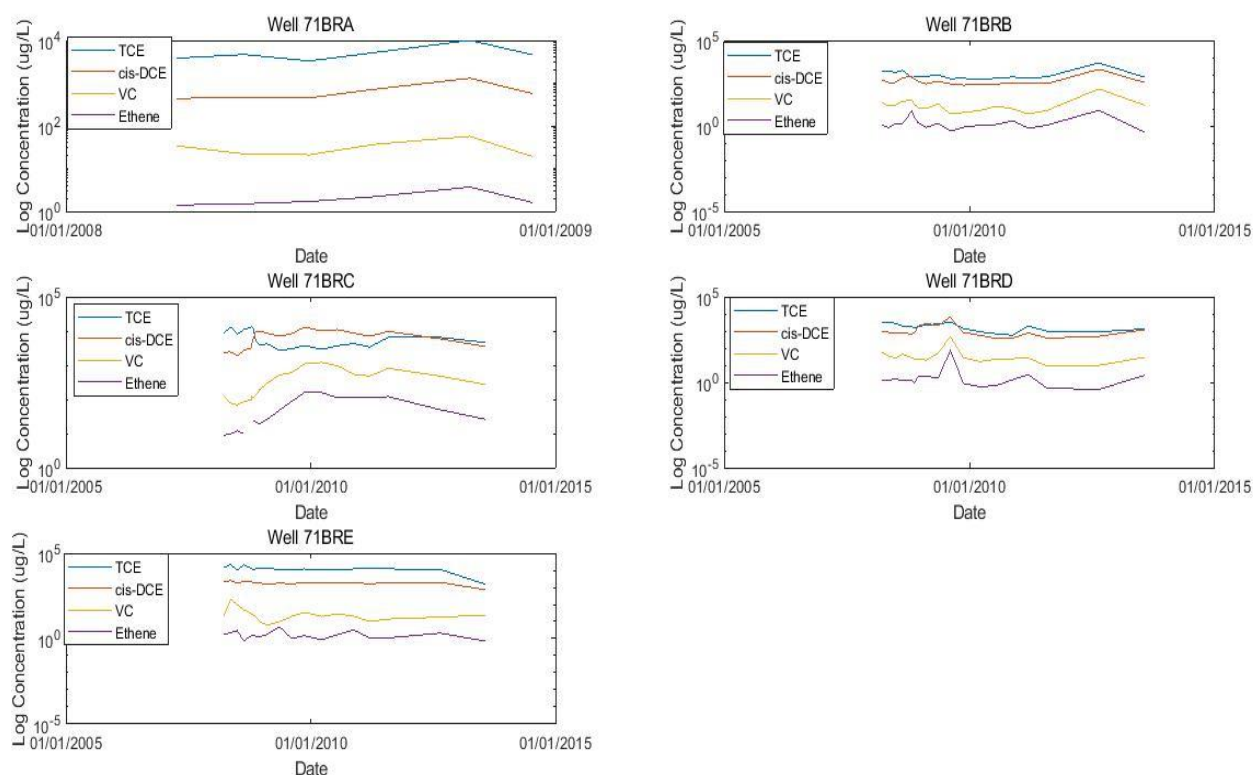 Well 71BRA
Log Concentration (ug/L)
10^4
10^2
10^0
TCE
cis-DCE
VC
Ethene
01/01/2008
01/01/2009
Date
Well 71BRB
Log Concentration (ug/L)
10^5
10^0
10^-5
TCE
cis-DCE
VC
Ethene
01/01/2005
01/01/2010
01/01/2015
Date
Well 71BRC
Log Concentration (ug/L)
10^5
10^0
TCE
cis-DCE
VC
Ethene
01/01/2005
01/01/2010
01/01/2015
Date
Well 71BRD
Log Concentration (ug/L)
10^5
10^0
10^-5
TCE
cis-DCE
VC
Ethene
01/01/2005
01/01/2010
01/01/2015
Date
Well 71BRE
Log Concentration (ug/L)
10^5
10^0
10^-5
TCE
cis-DCE
VC
Ethene
01/01/2005
01/01/2010
01/01/2015
Date